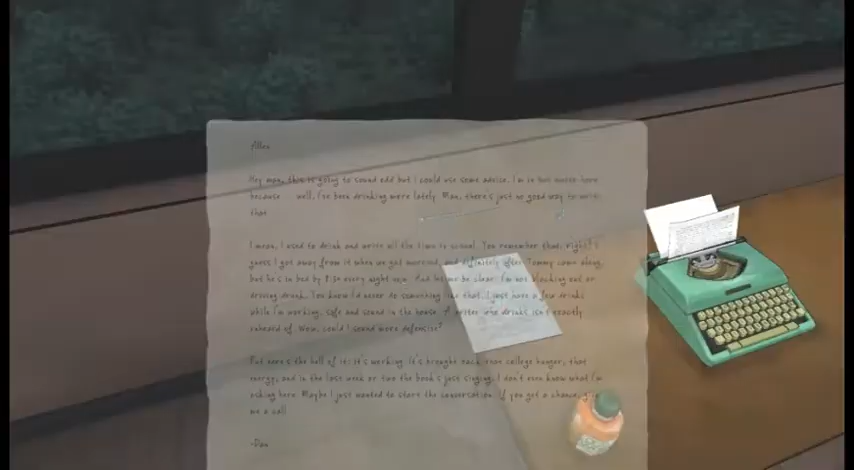 Allen
Hey man, this is going to sound odd but I could use some advice. I'm in hot water here
because well, I've been drinking more lately. Man, there's just no good way to write
that
I mean, I used to drink and write all the time in school. You remember that, right? I
guess I got away from it when we got married, and definitely after Tommy came along,
but he's in bed by 8:30 every night now. And let me be clear: I'm not blacking out or
driving drunk. You know I'd never do something like that. I just have a few drinks
while I'm working, safe and sound in the house. A writer who drinks isn't exactly
unheard of. Wow, could I sound more defensive?
But here's the hell of it: it's working. It's brought back that college hunger, that
energy, and in the last week or two the book's just singing. I don't even know what I'm
asking here. Maybe I just wanted to start the conversation. If you get a chance, give
me a call
-Dan